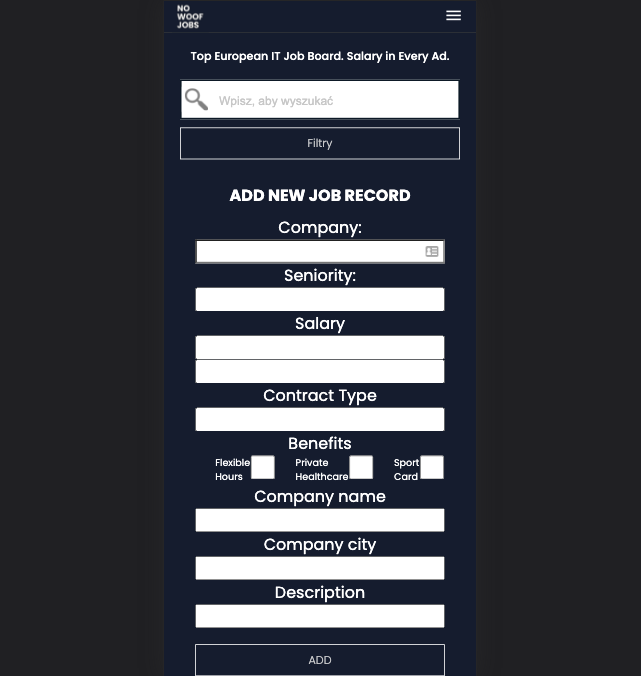 NO
WOOF
JOBS
Top European IT Job Board. Salary in Every Ad.
Wpisz, aby wyszukać
Filtry
ADD NEW JOB RECORD
Company:
Seniority:
Salary
Contract Type
Benefits
Flexible
Hours
Private
Healthcare
Sport
Card
Company name
Company city
Description
ADD